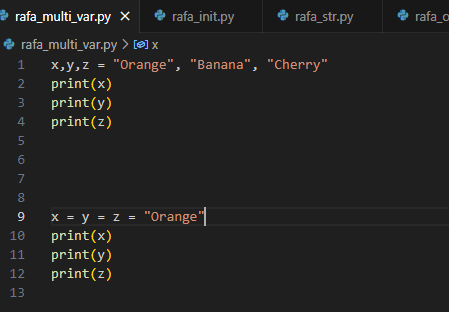 rafa_multi_var.py × rafa_init.py rafa_str.py rafa_o
rafa_multi_var.py > x
1 x,y,z = "Orange", "Banana", "Cherry"
2 print(x)
3 print(y)
4 print(z)
5
6
7
8
9 x = y = z = "Orange"
10 print(x)
11 print(y)
12 print(z)
13